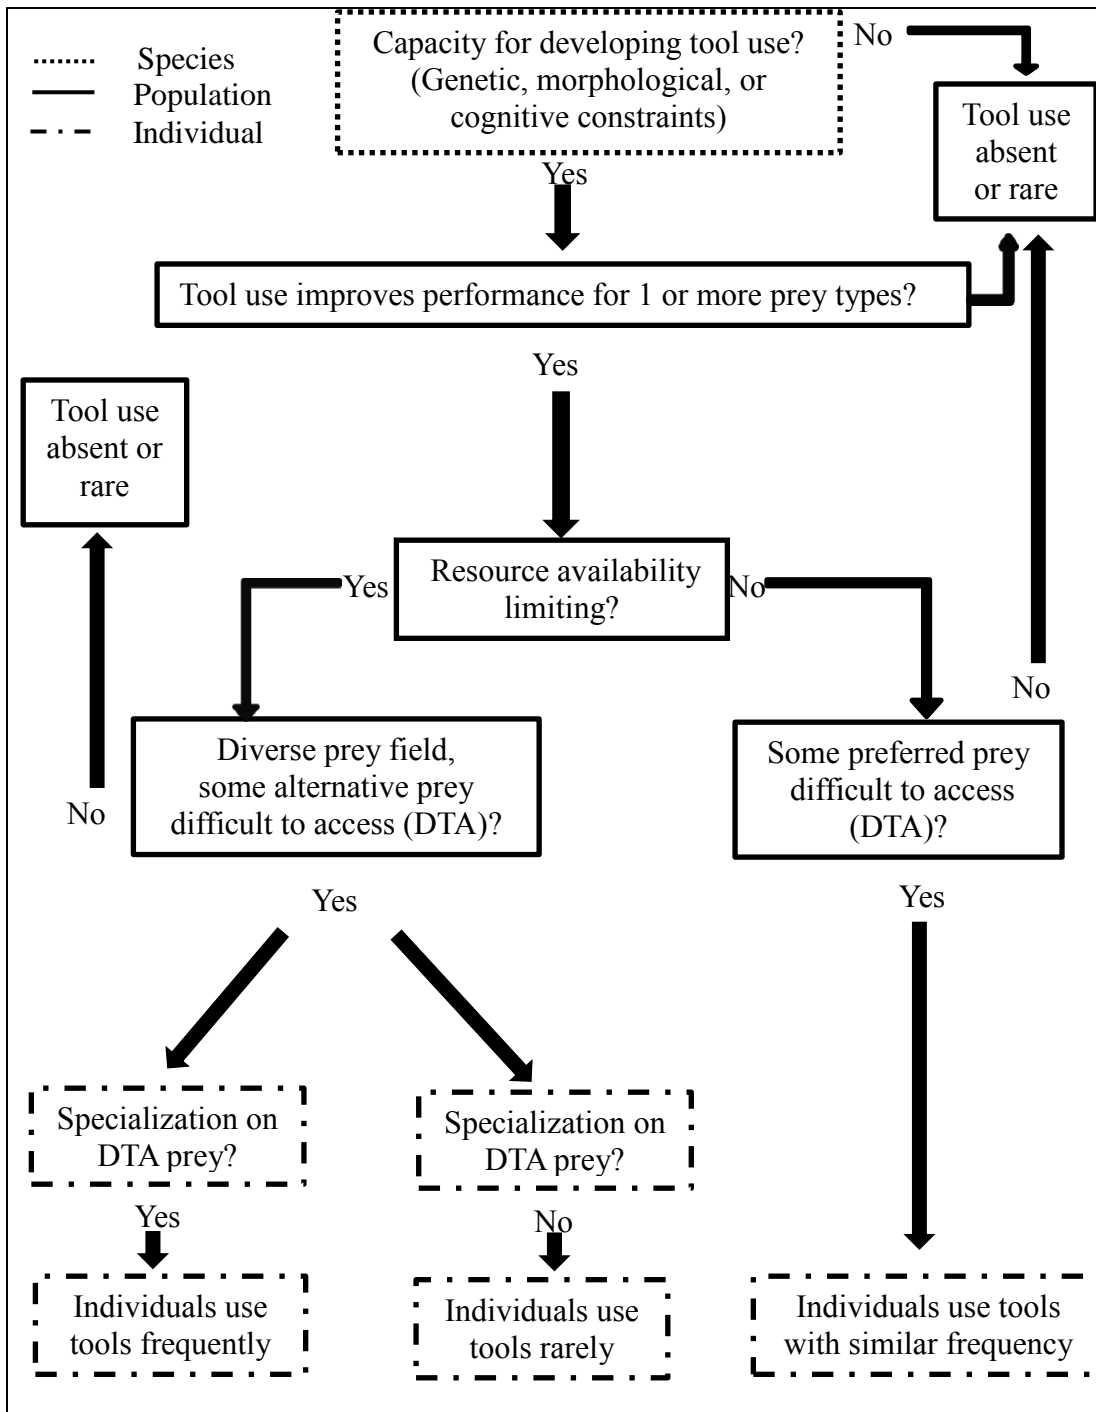 Species
Population
Individual
Capacity for developing tool use?
(Genetic, morphological, or
cognitive constraints)
No
Tool use
absent
or rare
Yes
Tool use improves performance for 1 or more prey types?
Yes
Tool use
absent or
rare
Yes
Resource availability
limiting?
No
No
Diverse prey field,
some alternative prey
difficult to access (DTA)?
No
Some preferred prey
difficult to access
(DTA)?
Yes
Yes
Specialization on
DTA prey?
Specialization on
DTA prey?
Yes
No
Individuals use
tools frequently
Individuals use
tools rarely
Individuals use tools
with similar frequency